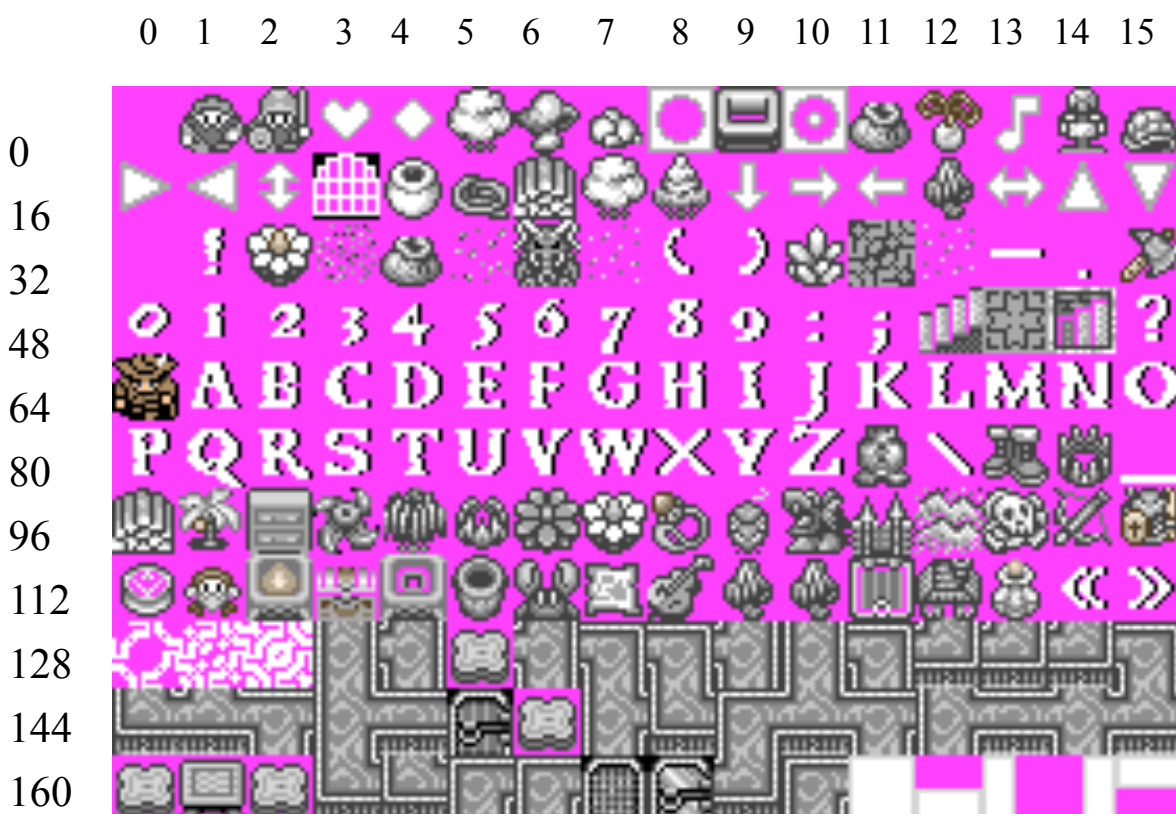 0 1 2 3 4 5 6 7 8 9 10 11 12 13 14 15
0
16 !
32 ! ( ) — .
48 0 1 2 3 4 5 6 7 8 9 : ; ?
64 A B C D E F G H I J K L M N O
80 P Q R S T U V W X Y Z \ _
96
112 « »
128
144
160